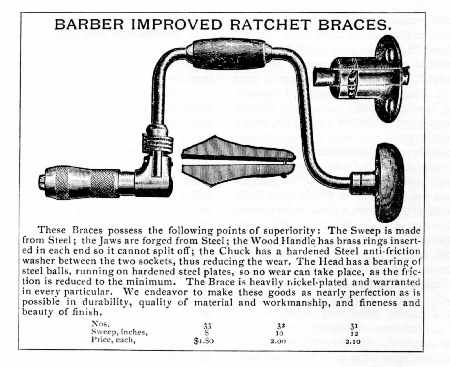 BARBER IMPROVED RATCHET BRACES.
These Braces possess the following points of superiority: The Sweep is made
from Steel; the Jaws are forged from Steel; the Wood Handle has brass rings insert-
ed in each end so it cannot split off; the Chuck has a hardened Steel anti-friction
washer between the two sockets, thus reducing the wear. The Head has a bearing of
steel balls, running on hardened steel plates, so no wear can take place, as the fric-
tion is reduced to the minimum. The Brace is heavily nickel-plated and warranted
in every particular. We endeavor to make these goods as nearly perfection as is
possible in durability, quality of material and workmanship, and fineness and
beauty of finish.
Nos. 33 32 31
Sweep, inches, 8 10 12
Price, each, $1.80 2.00 2.10